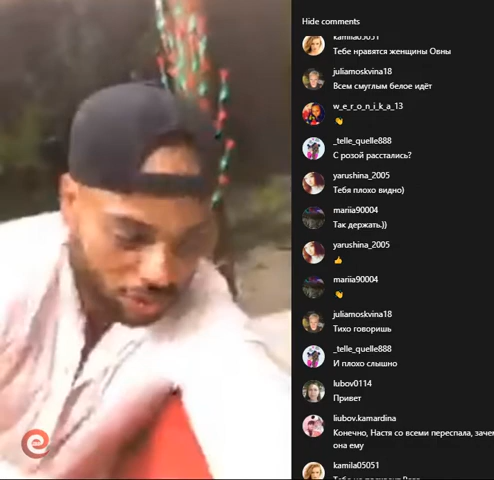 Hide comments
kamila05051
Тебе нравятся женщины Овны
juliamoskvina18
Всем смуглым белое идёт
w_e_r_o_n_i_k_a_13
👏
_telle_quelle888
С розой расстались?
yarushina_2005
Тебя плохо видно)
mariia90004
Так держать.))
yarushina_2005
👍
mariia90004
👏
juliamoskvina18
Тихо говоришь
_telle_quelle888
И плохо слышно
lubov0114
Привет
liubov.kamardina
Конечно, Настя со всеми переспала, заче
она ему
kamila05051